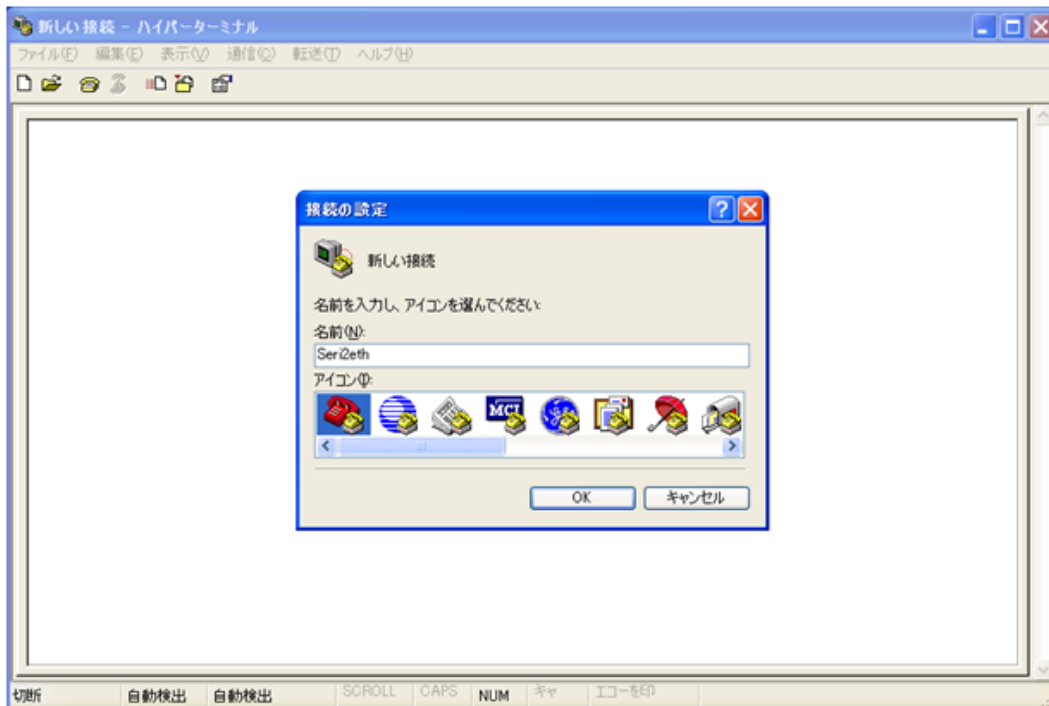 新しい接続 - ハイパーターミナル
ファイル(F) 編集(E) 表示(V) 通信(C) 転送(T) ヘルプ(H)
接続の設定
新しい接続
名前を入力し、アイコンを選んでください:
名前(N):
Seri2eth
アイコン(I):
MCI
OK キャンセル
切断 自動検出 自動検出 SCROLL CAPS NUM キャ エコーを印